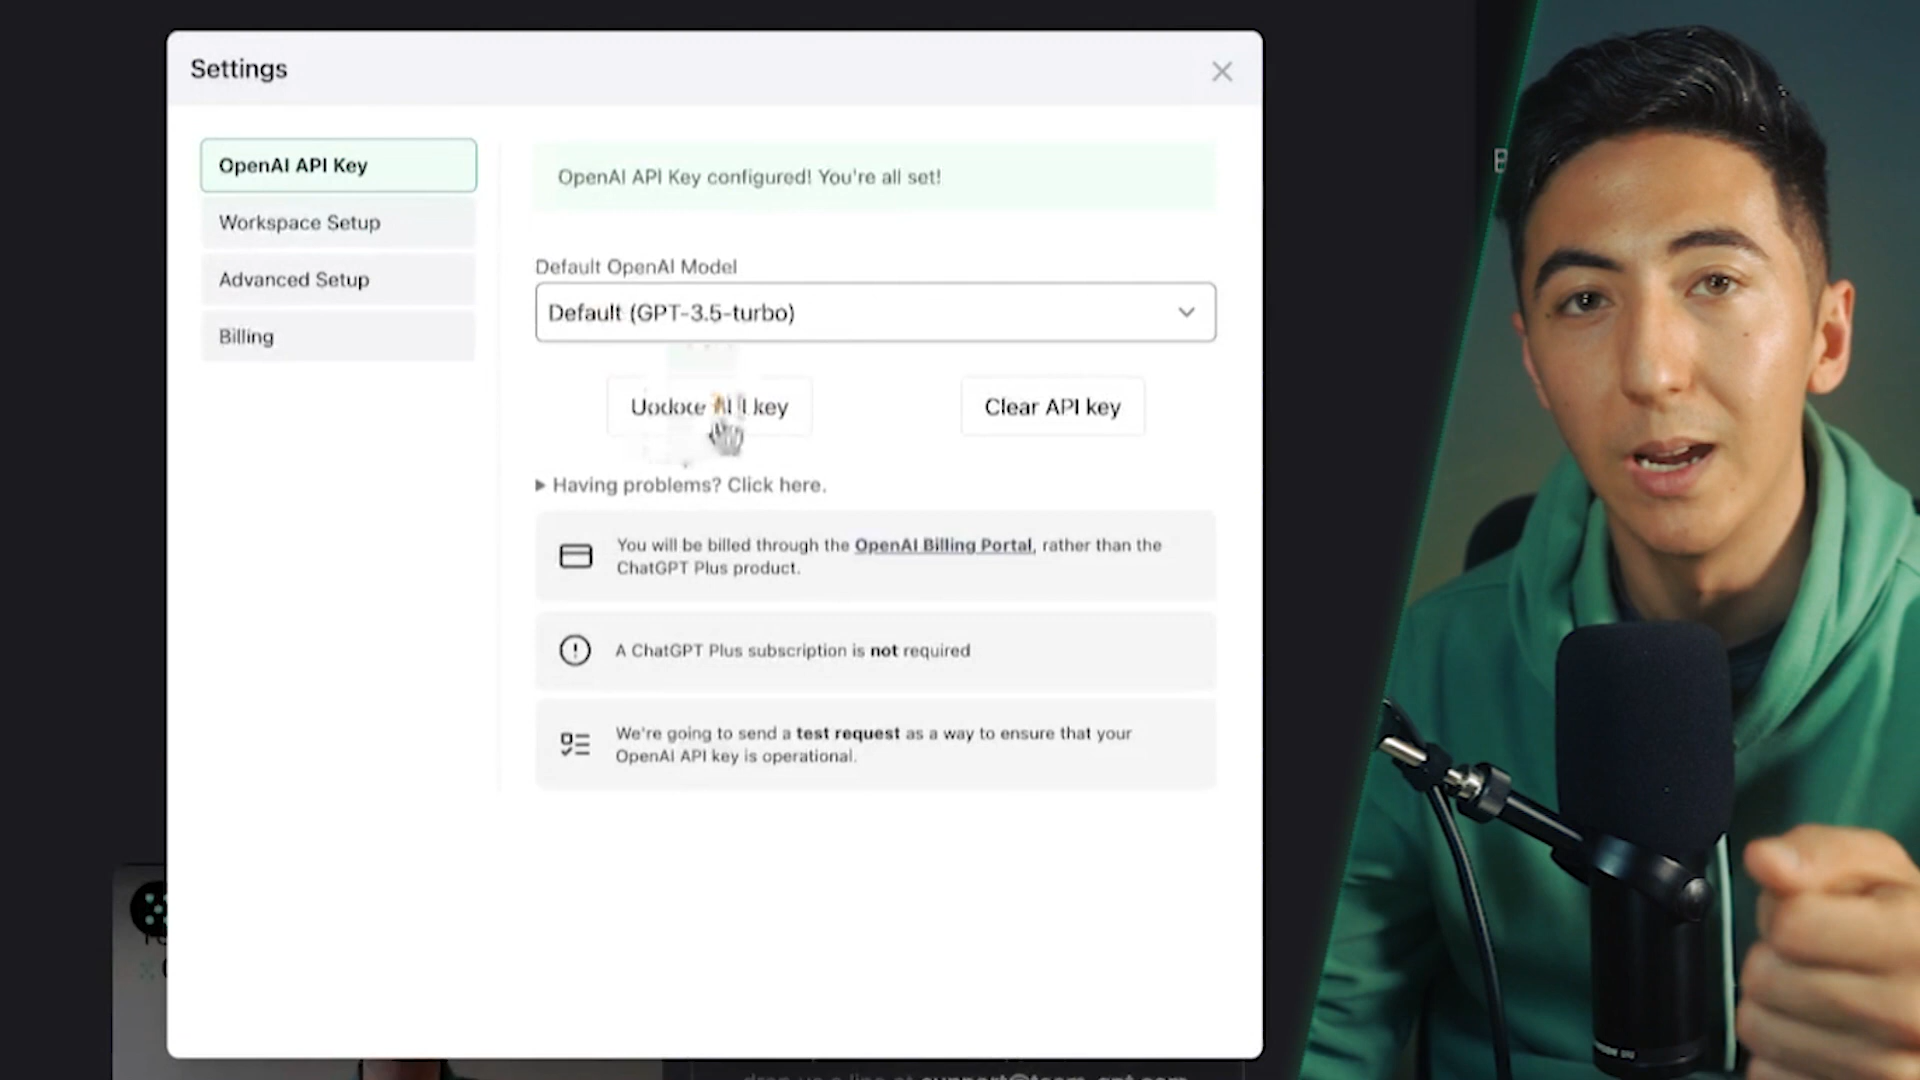 Settings
OpenAI API Key
Workspace Setup
Advanced Setup
Billing
OpenAI API Key configured! You're all set!
Default OpenAI Model
Default (GPT-3.5-turbo)
key
Clear API key
Having problems? Click here.
You will be billed through the OpenAI Billing Portal, rather than the
ChatGPT Plus product.
A ChatGPT Plus subscription is not required
We're going to send a test request as a way to ensure that your
OpenAI API key is operational.